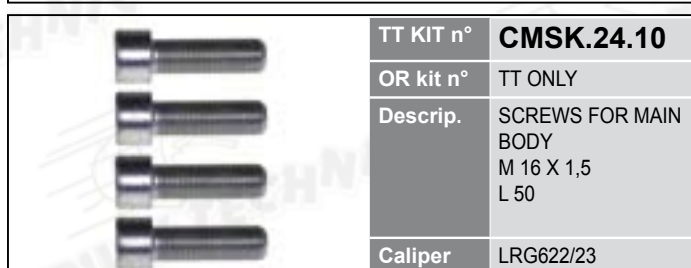 TT KIT n° CMSK.24.10
OR kit n° TT ONLY
Descrip. SCREWS FOR MAIN
BODY
M 16 X 1,5
L 50
Caliper LRG622/23